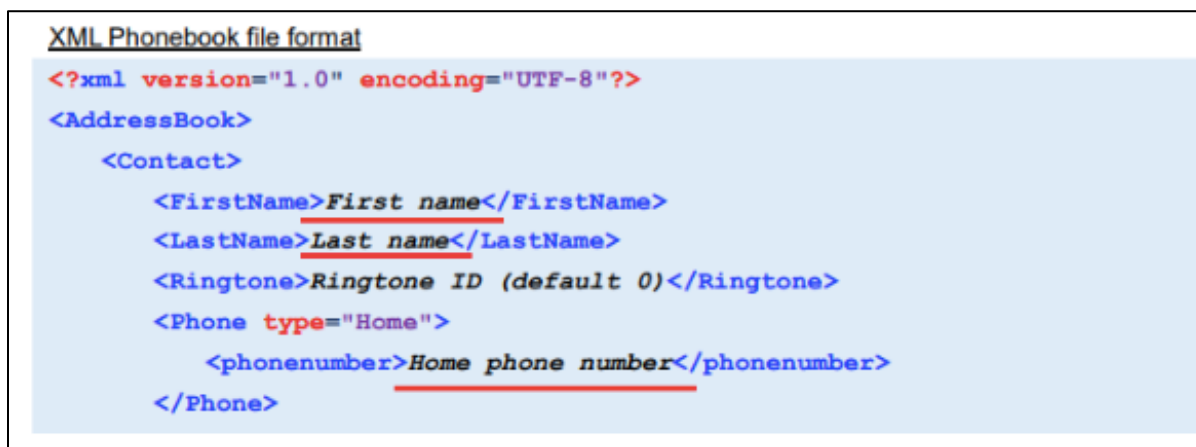 XML Phonebook file format
<?xml version="1.0" encoding="UTF-8"?>
<AddressBook>
<Contact>
<FirstName>First name</FirstName>
<LastName>Last name</LastName>
<Ringtone>Ringtone ID (default 0)</Ringtone>
<Phone type="Home">
<phonenumber>Home phone number</phonenumber>
</Phone>